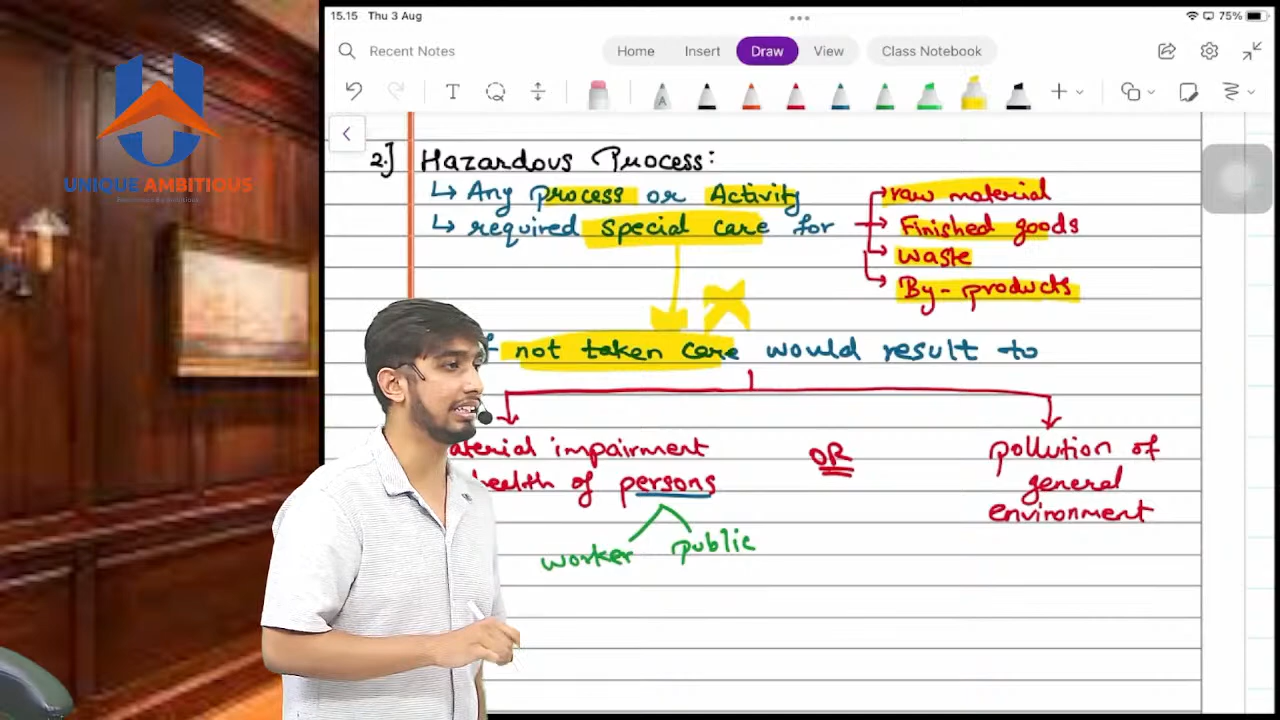 15.15 Thu 3 Aug
75%
Recent Notes
Home Insert Draw View Class Notebook
UNIQUE AMBITIOUS
2.] Hazardous Process:
↳ Any process or Activity
↳ required special care for
→ raw material
→ Finished goods
→ waste
→ By-products
not taken care would result to
impairment
health of persons
OR
pollution of
general
environment
worker public